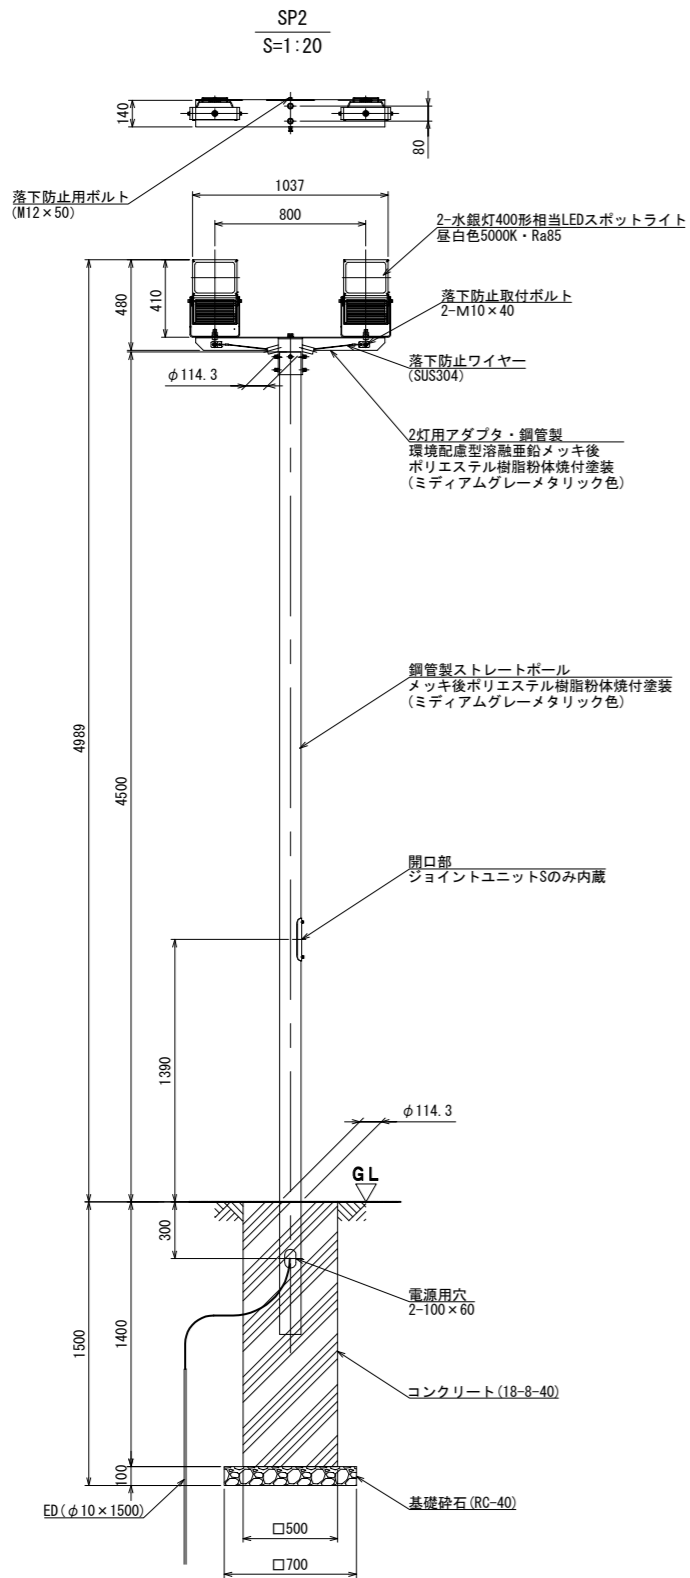 SP2
S=1:20
140
80
落下防止用ボルト
(M12×50)
1037
800
2-水銀灯400形相当LEDスポットライト
昼白色5000K・Ra85
480
410
落下防止取付ボルト
2-M10×40
落下防止ワイヤー
(SUS304)
φ114.3
2灯用アダプタ・鋼管製
環境配慮型溶融亜鉛メッキ後
ポリエステル樹脂粉体焼付塗装
(ミディアムグレーメタリック色)
鋼管製ストレートポール
メッキ後ポリエステル樹脂粉体焼付塗装
(ミディアムグレーメタリック色)
4989
4500
開口部
ジョイントユニットSのみ内蔵
1390
φ114.3
GL
300
電源用穴
2-100×60
1500
1400
コンクリート(18-8-40)
100
ED(φ10×1500)
基礎砕石(RC-40)
□500
□700